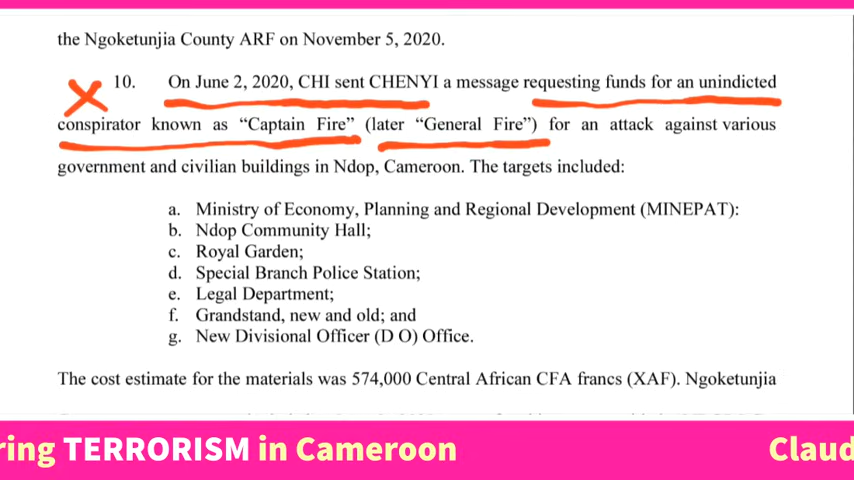 the Ngoketunjia County ARF on November 5, 2020.
10. On June 2, 2020, CHI sent CHENYI a message requesting funds for an unindicted
conspirator known as “Captain Fire” (later “General Fire”) for an attack against various
government and civilian buildings in Ndop, Cameroon. The targets included:
a. Ministry of Economy, Planning and Regional Development (MINEPAT):
b. Ndop Community Hall;
c. Royal Garden;
d. Special Branch Police Station;
e. Legal Department;
f. Grandstand, new and old; and
g. New Divisional Officer (D O) Office.
The cost estimate for the materials was 574,000 Central African CFA francs (XAF). Ngoketunjia
ring TERRORISM in Cameroon Claud